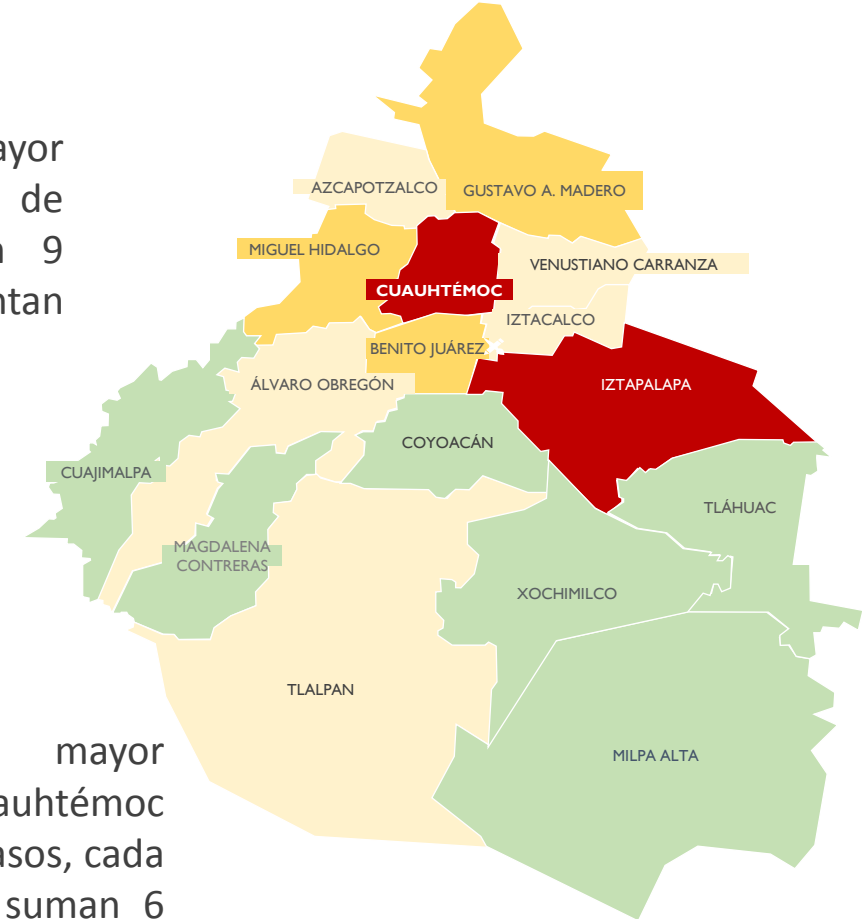 ayor
de
9
ntan
AZCAPOTZALCO
GUSTAVO A. MADERO
MIGUEL HIDALGO
VENUSTIANO CARRANZA
CUAUHTÉMOC
IZTACALCO
BENITO JUÁREZ
ÁLVARO OBREGÓN
IZTAPALAPA
COYOACÁN
CUAJIMALPA
TLÁHUAC
MAGDALENA
CONTRERAS
XOCHIMILCO
TLALPAN
MILPA ALTA
mayor
auhtémoc
asos, cada
suman 6